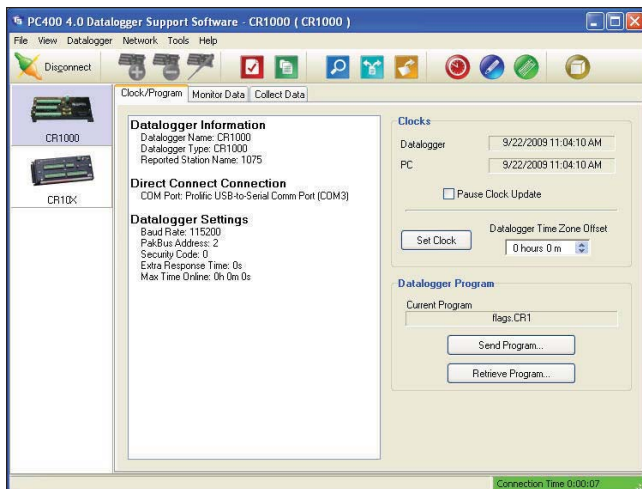 PC400 4.0 Datalogger Support Software - CR1000 ( CR1000 )
File View Datalogger Network Tools Help
Disconnect
CR1000
CR10X
Clock/Program Monitor Data Collect Data
Datalogger Information
Datalogger Name: CR1000
Datalogger Type: CR1000
Reported Station Name: 1075
Direct Connect Connection
COM Port: Prolific USB-to-Serial Comm Port (COM3)
Datalogger Settings
Baud Rate: 115200
PakBus Address: 2
Security Code: 0
Extra Response Time: 0s
Max Time Online: 0h 0m 0s
Clocks
Datalogger 9/22/2009 11:04:10 AM
PC 9/22/2009 11:04:10 AM
Pause Clock Update
Set Clock
Datalogger Time Zone Offset
0 hours 0 m
Datalogger Program
Current Program
flags.CR1
Send Program...
Retrieve Program...
Connection Time 0:00:07